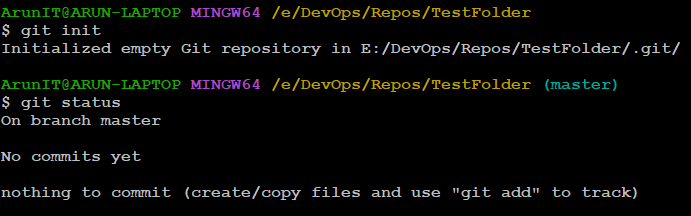 ArunIT@ARUN-LAPTOP MINGW64 /e/DevOps/Repos/TestFolder
$ git init
Initialized empty Git repository in E:/DevOps/Repos/TestFolder/.git/
ArunIT@ARUN-LAPTOP MINGW64 /e/DevOps/Repos/TestFolder (master)
$ git status
On branch master
No commits yet
nothing to commit (create/copy files and use "git add" to track)